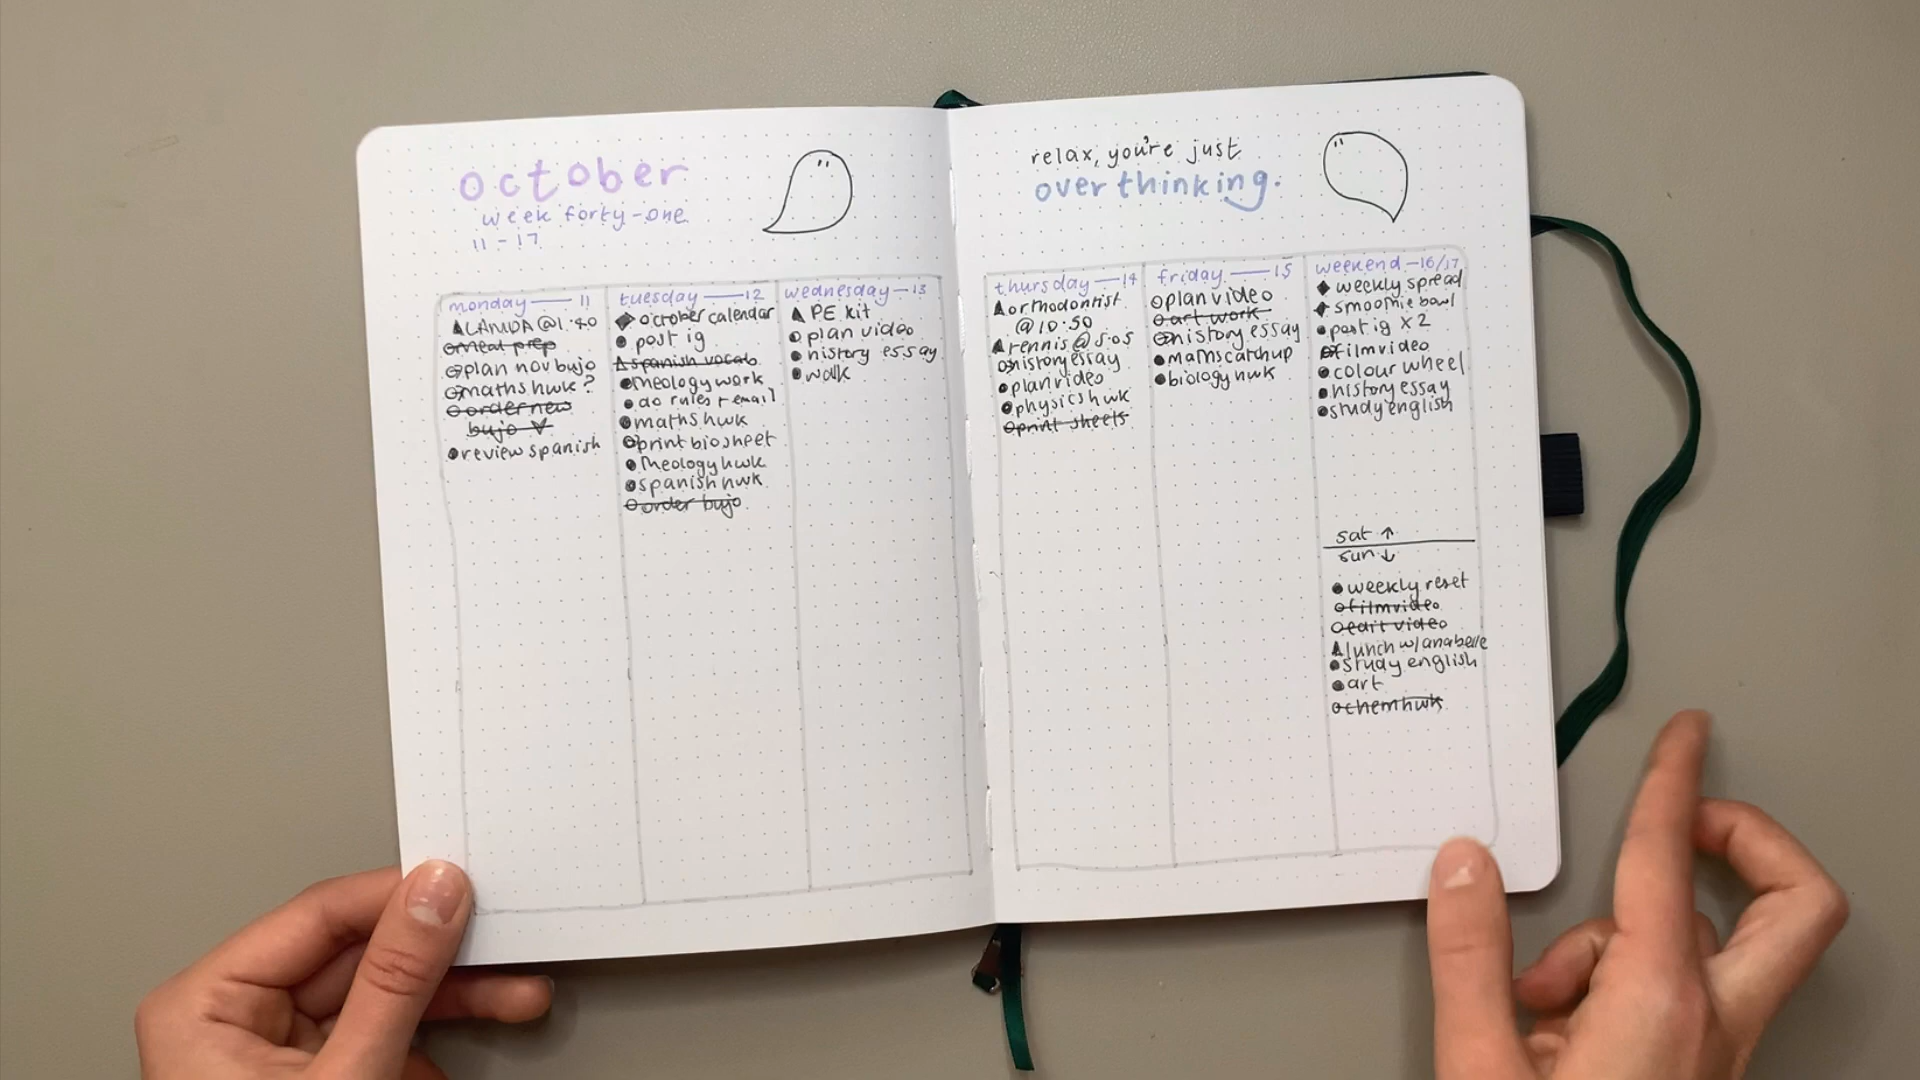 october
week forty-one
11-17
monday 11
LAMDA @ 1:40
meal prep
plan nov bujo
maths hwk?
order new
bujo
review spanish
tuesday 12
october calendar
post ig
spanish vocab
theology work
do rules + email
maths hwk
print bio sheet
theology hwk
spanish hwk
order bujo
wednesday - 13
PE kit
plan video
history essay
walk
relax, you're just
overthinking.
thursday 14
orthodontist
@ 10:50
tennis @ 5:05
history essay
plan video
physics hwk
print sheets
friday 15
plan video
art work
history essay
maths catchup
biology hwk
weekend - 16/17
weekly spread
smoothie bowl
post ig x 2
film video
colour wheel
history essay
study english
sat ↑
sun ↓
weekly reset
film video
edit video
lunch w/ anabelle
study english
art
chem hwk